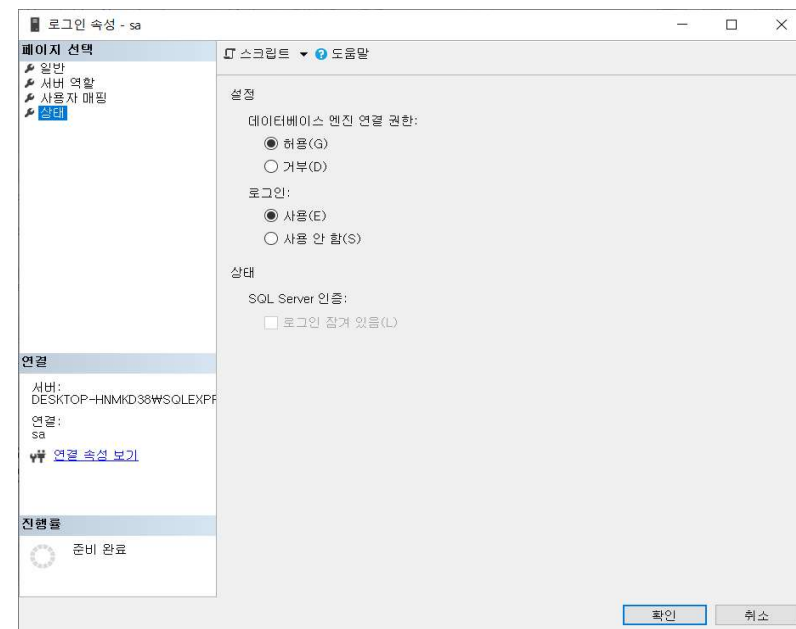 로그인 속성 - sa
페이지 선택
일반
서버 역할
사용자 매핑
상태
스크립트 도움말
설정
데이터베이스 엔진 연결 권한:
허용(G)
거부(D)
로그인:
사용(E)
사용 안 함(S)
상태
SQL Server 인증:
로그인 잠겨 있음(L)
연결
서버:
DESKTOP-HNMKD38₩SQLEXPF
연결:
sa
연결 속성 보기
진행률
준비 완료
확인 취소